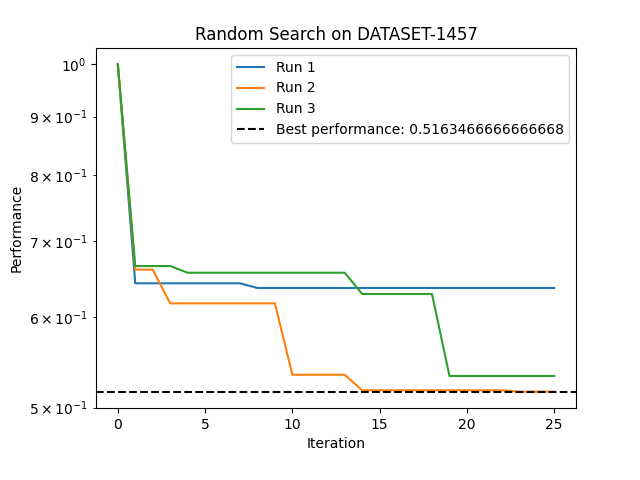 Random Search on DATASET-1457
Run 1
Run 2
Run 3
Best performance: 0.5163466666666668
Performance
10⁰
9 × 10⁻¹
8 × 10⁻¹
7 × 10⁻¹
6 × 10⁻¹
5 × 10⁻¹
0 5 10 15 20 25
Iteration